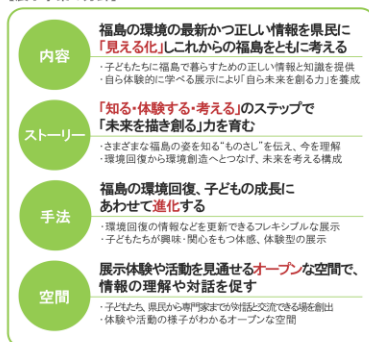 内容
福島の環境の最新かつ正しい情報を県民に
「見える化」しこれからの福島をともに考える
・子どもたちに福島で暮らすための正しい情報と知識を提供
・自ら体験的に学べる展示により「自ら未来を創る力」を養成
ストーリー
「知る・体験する・考える」のステップで
「未来を描き創る」力を育む
・さまざまな福島の姿を知る“ものさし”を伝え、今を理解
・環境回復から環境創造へとつなげ、未来を考える構成
手法
福島の環境回復、子どもの成長に
あわせて進化する
・環境回復の情報などを更新できるフレキシブルな展示
・子どもたちが興味・関心をもつ体感、体験型の展示
空間
展示体験や活動を見通せるオープンな空間で、
情報の理解や対話を促す
・子どもたち、県民から専門家までが対話と交流できる場を創出
・体験や活動の様子がわかるオープンな空間